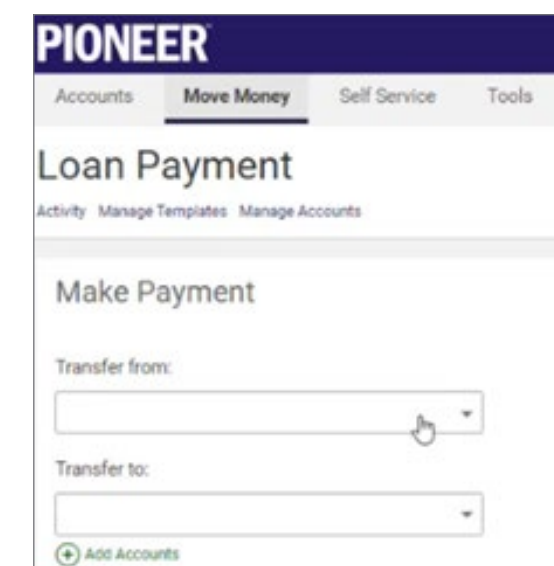 PIONEER
Accounts Move Money Self Service Tools
Loan Payment
Activity Manage Templates Manage Accounts
Make Payment
Transfer from:
Transfer to:
Add Accounts